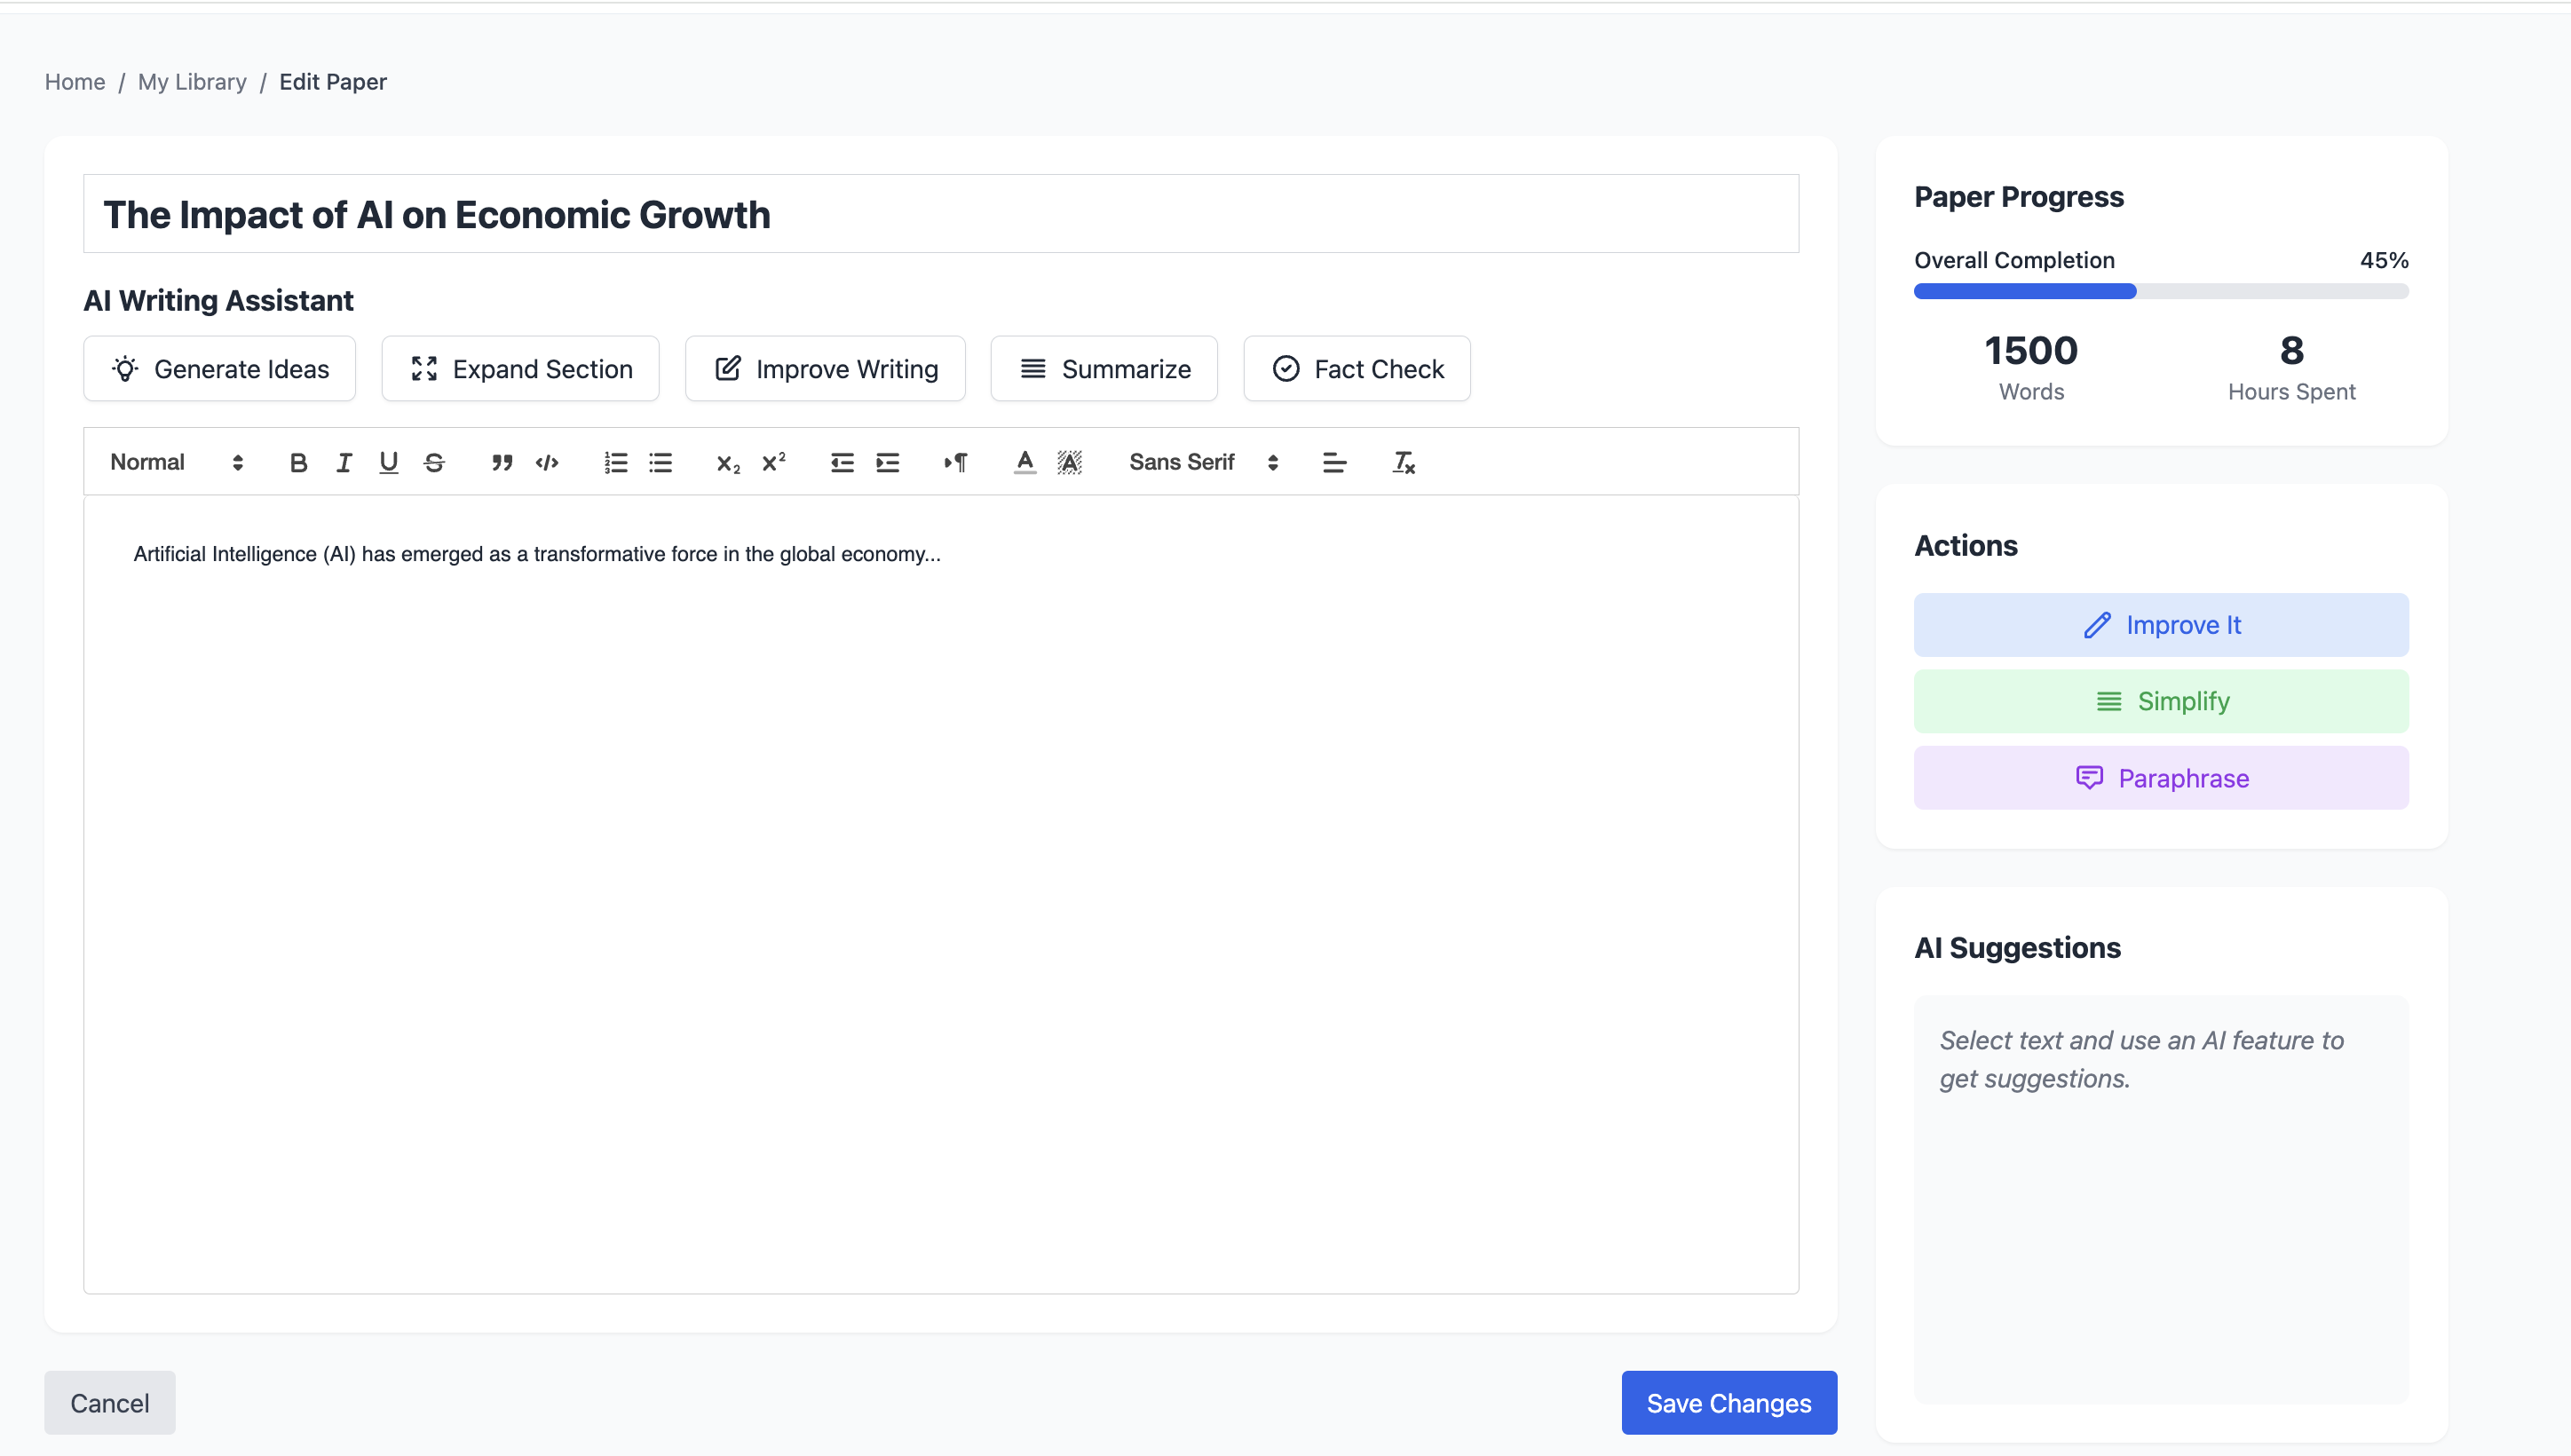 Home / My Library / Edit Paper
The Impact of AI on Economic Growth
AI Writing Assistant
Generate Ideas
Expand Section
Improve Writing
Summarize
Fact Check
Normal
Sans Serif
Artificial Intelligence (AI) has emerged as a transformative force in the global economy...
Cancel
Save Changes
Paper Progress
Overall Completion 45%
1500
Words
8
Hours Spent
Actions
Improve It
Simplify
Paraphrase
AI Suggestions
Select text and use an AI feature to
get suggestions.